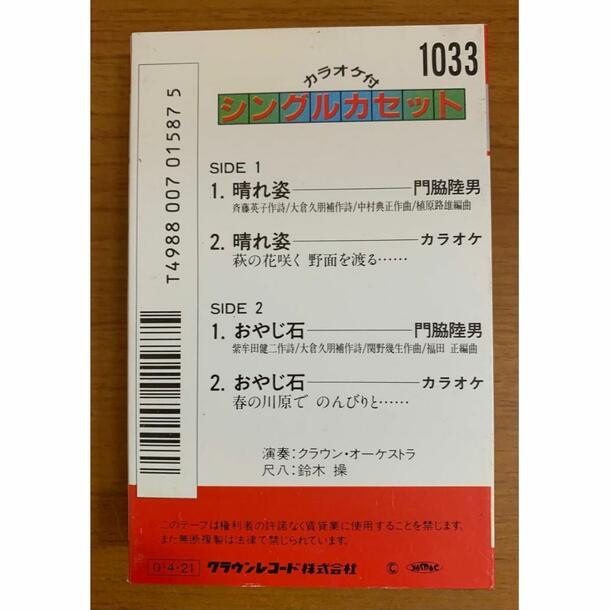 1033
カラオケ付
シングルカセット
T4988 007 01587 5
SIDE 1
1. 晴れ姿――門脇陸男
斉藤英子作詩/大倉久朋補作詩/中村典正作曲/植原路雄編曲
2. 晴れ姿――カラオケ
萩の花咲く 野面を渡る……
SIDE 2
1. おやじ石――門脇陸男
紫牟田健二作詩/大倉久朋補作詩/関野幾生作曲/福田 正編曲
2. おやじ石――カラオケ
春の川原で のんびりと……
演奏:クラウン・オーケストラ
尺八:鈴木 操
このテープは権利者の許諾なく賃貸業に使用することを禁じます。
また無断複製は法律で禁じられています。
0・4・21 クラウンレコード株式会社 © JASRAC